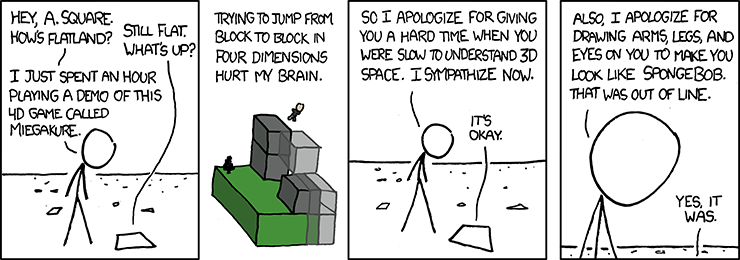 HEY, A. SQUARE.
HOW'S FLATLAND?
STILL FLAT.
WHAT'S UP?
I JUST SPENT AN HOUR
PLAYING A DEMO OF THIS
4D GAME CALLED
MIEGAKURE.
TRYING TO JUMP FROM
BLOCK TO BLOCK IN
FOUR DIMENSIONS
HURT MY BRAIN.
SO I APOLOGIZE FOR GIVING
YOU A HARD TIME WHEN YOU
WERE SLOW TO UNDERSTAND 3D
SPACE. I SYMPATHIZE NOW.
IT'S
OKAY.
ALSO, I APOLOGIZE FOR
DRAWING ARMS, LEGS, AND
EYES ON YOU TO MAKE YOU
LOOK LIKE SPONGEBOB.
THAT WAS OUT OF LINE.
YES, IT
WAS.